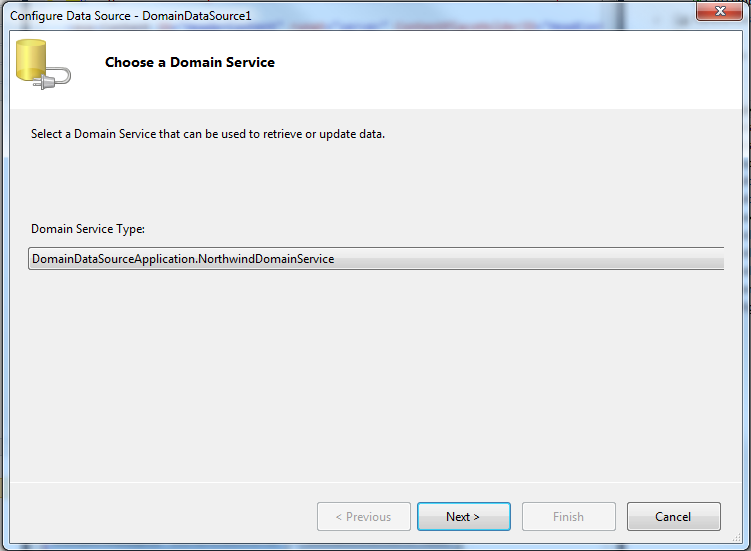 Configure Data Source - DomainDataSource1
Choose a Domain Service
Select a Domain Service that can be used to retrieve or update data.
Domain Service Type:
DomainDataSourceApplication.NorthwindDomainService
< Previous Next > Finish Cancel